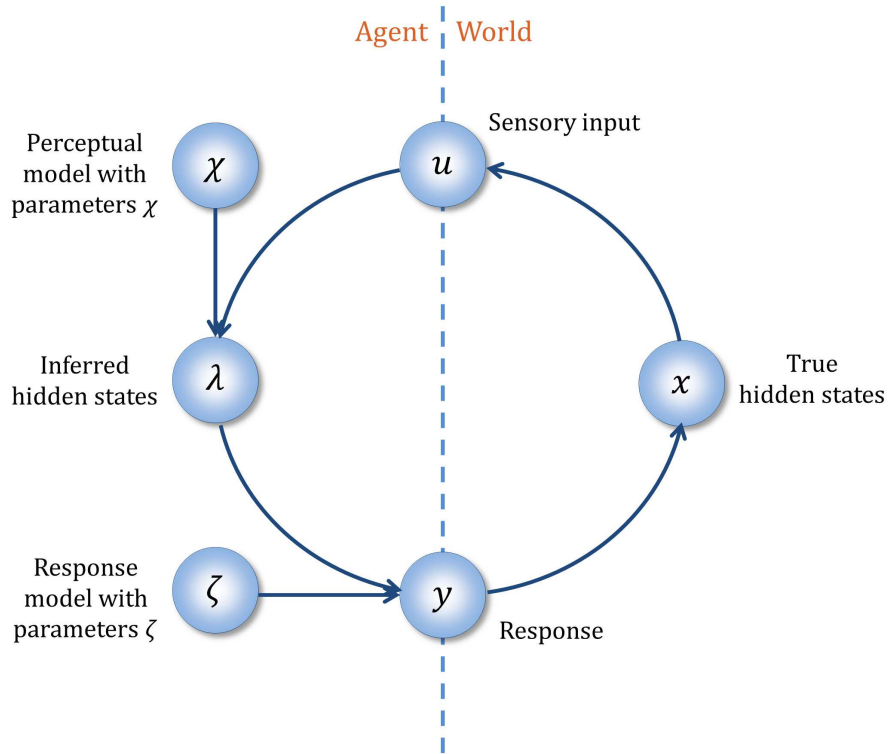 Agent World
Sensory input
Perceptual
model with
parameters χ
χ
u
Inferred
hidden states
λ
x
True
hidden states
Response
model with
parameters ζ
ζ
y
Response